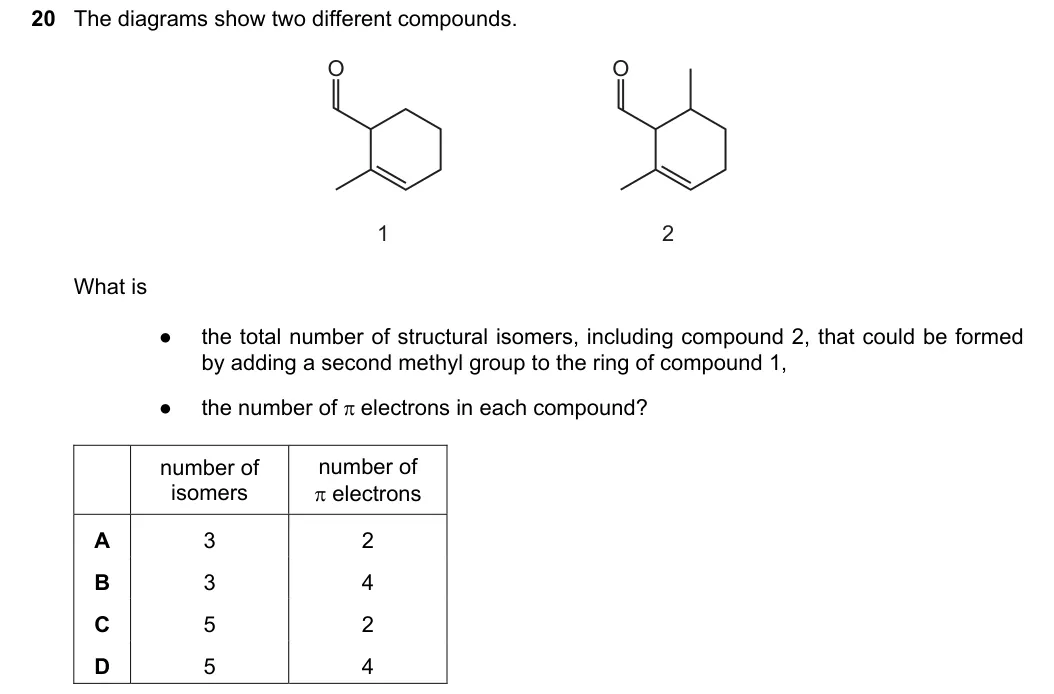 20 The diagrams show two different compounds.
O O
1 2
What is
● the total number of structural isomers, including compound 2, that could be formed
by adding a second methyl group to the ring of compound 1,
● the number of π electrons in each compound?
number of number of
isomers π electrons
A 3 2
B 3 4
C 5 2
D 5 4